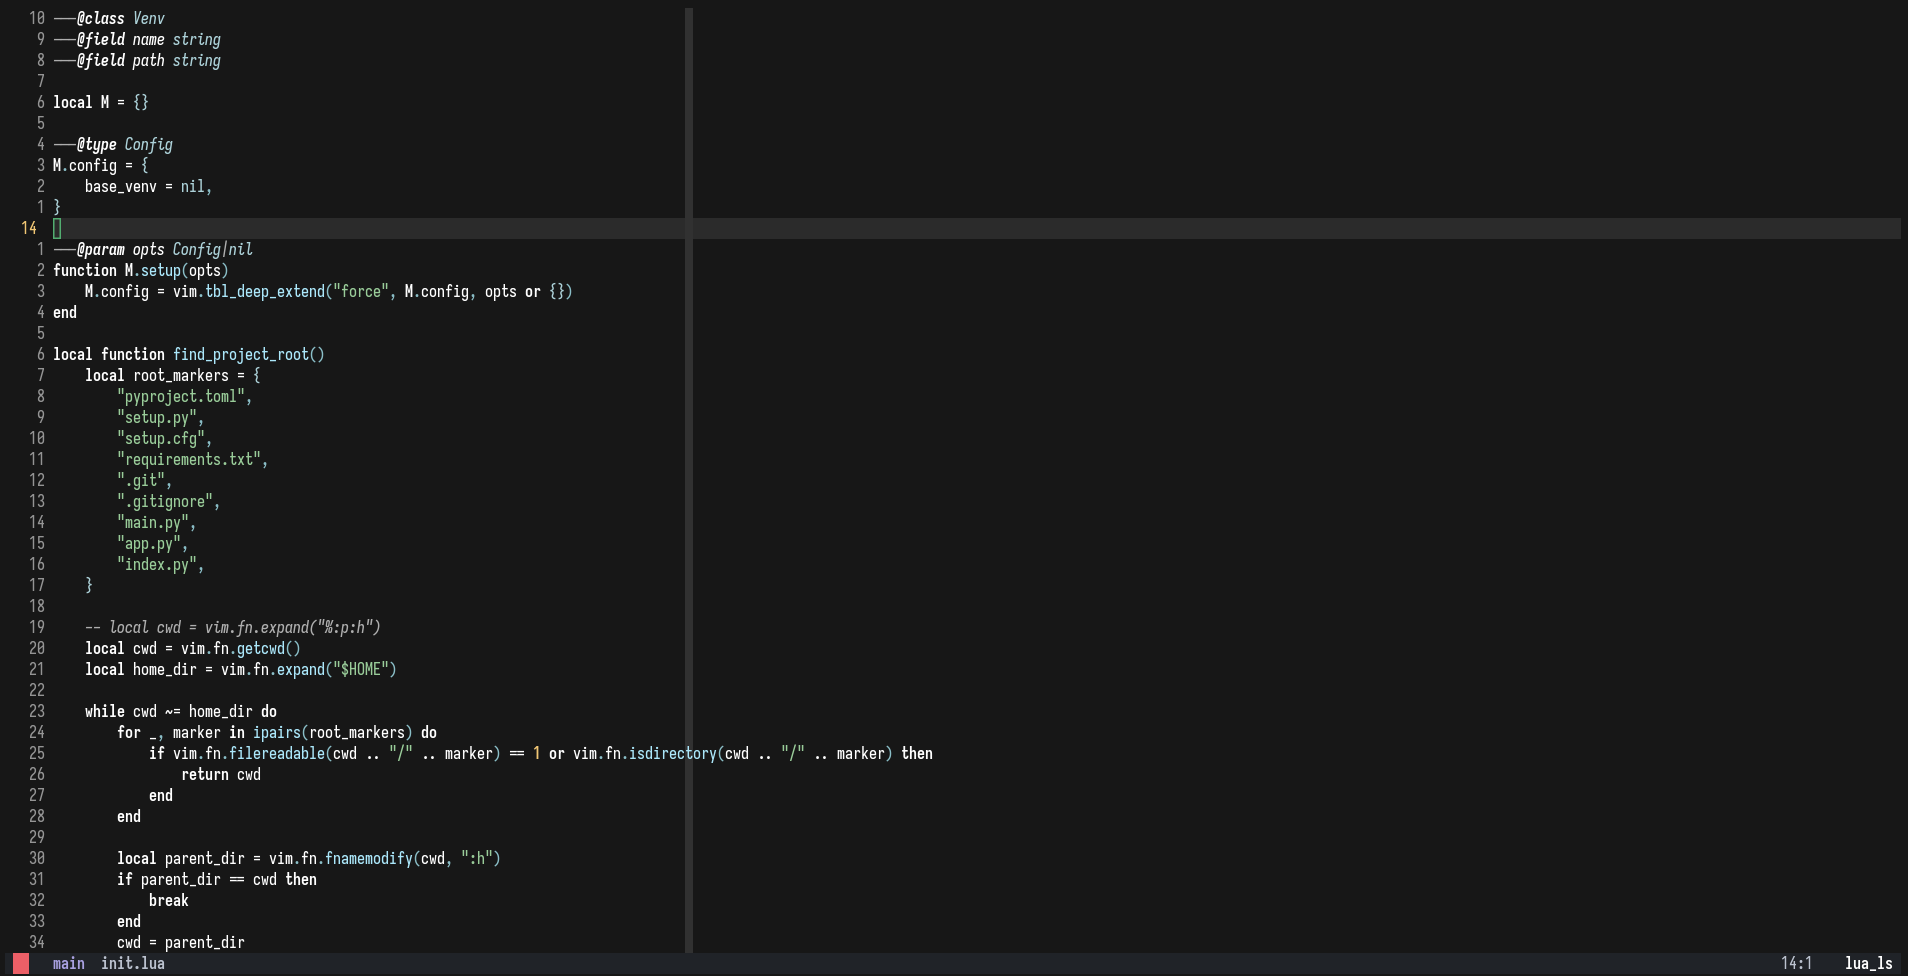 10 ---@class Venv
9 ---@field name string
8 ---@field path string
7
6 local M = {}
5
4 ---@type Config
3 M.config = {
2     base_venv = nil,
1 }
14
1 ---@param opts Config|nil
2 function M.setup(opts)
3     M.config = vim.tbl_deep_extend("force", M.config, opts or {})
4 end
5
6 local function find_project_root()
7     local root_markers = {
8         "pyproject.toml",
9         "setup.py",
10         "setup.cfg",
11         "requirements.txt",
12         ".git",
13         ".gitignore",
14         "main.py",
15         "app.py",
16         "index.py",
17     }
18
19     -- local cwd = vim.fn.expand("%:p:h")
20     local cwd = vim.fn.getcwd()
21     local home_dir = vim.fn.expand("$HOME")
22
23     while cwd ~= home_dir do
24         for _, marker in ipairs(root_markers) do
25             if vim.fn.filereadable(cwd .. "/" .. marker) == 1 or vim.fn.isdirectory(cwd .. "/" .. marker) then
26                 return cwd
27             end
28         end
29
30         local parent_dir = vim.fn.fnamemodify(cwd, ":h")
31         if parent_dir == cwd then
32             break
33         end
34         cwd = parent_dir
main  init.lua  14:1  lua_ls